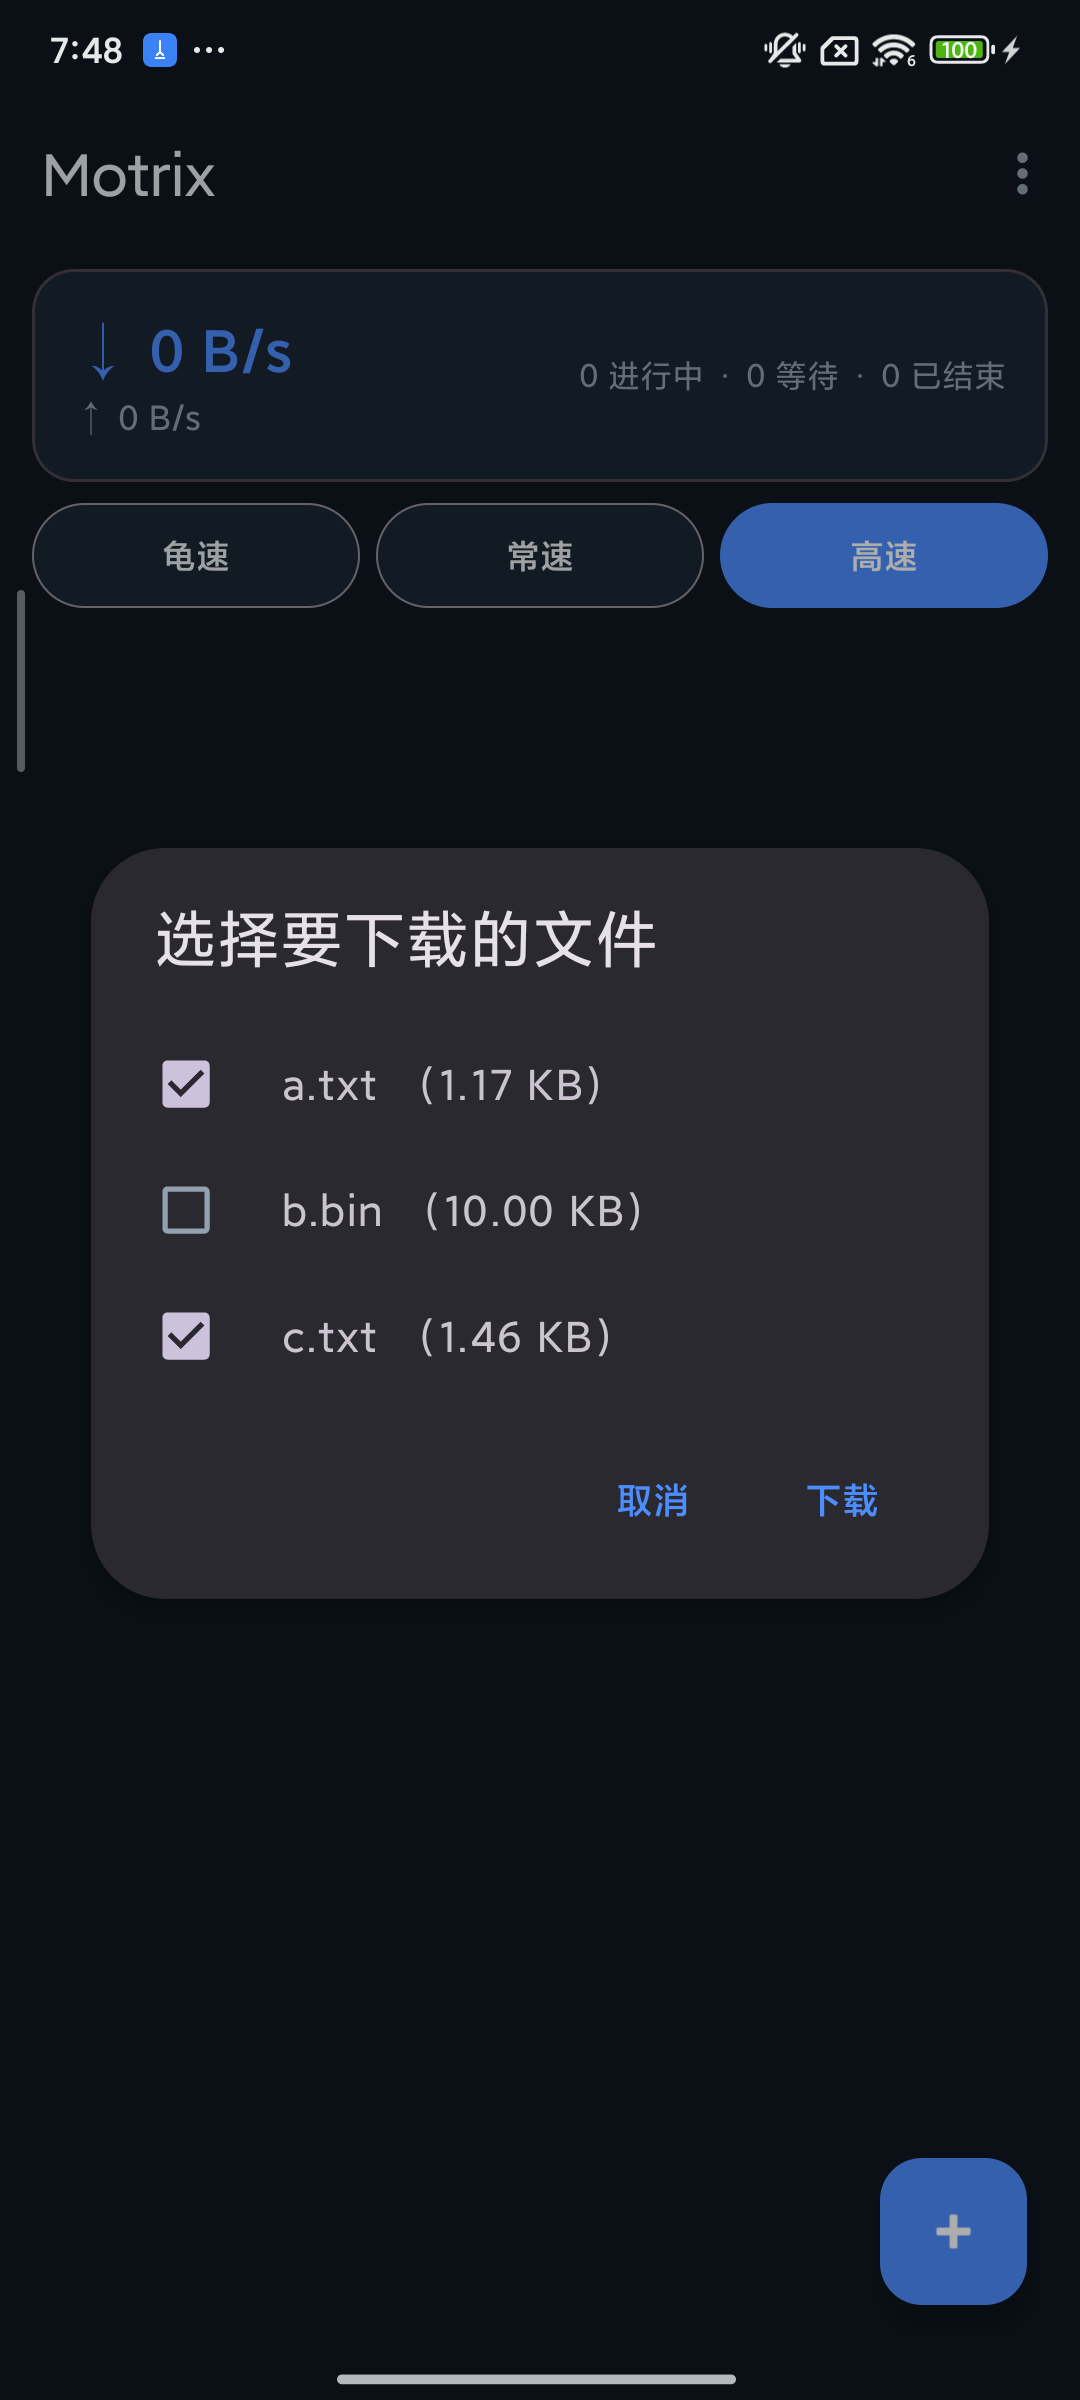 7:48
6
100
Motrix
↓ 0 B/s
0 进行中 · 0 等待 · 0 已结束
↑ 0 B/s
龟速
常速
高速
选择要下载的文件
a.txt （1.17 KB）
b.bin （10.00 KB）
c.txt （1.46 KB）
取消
下载